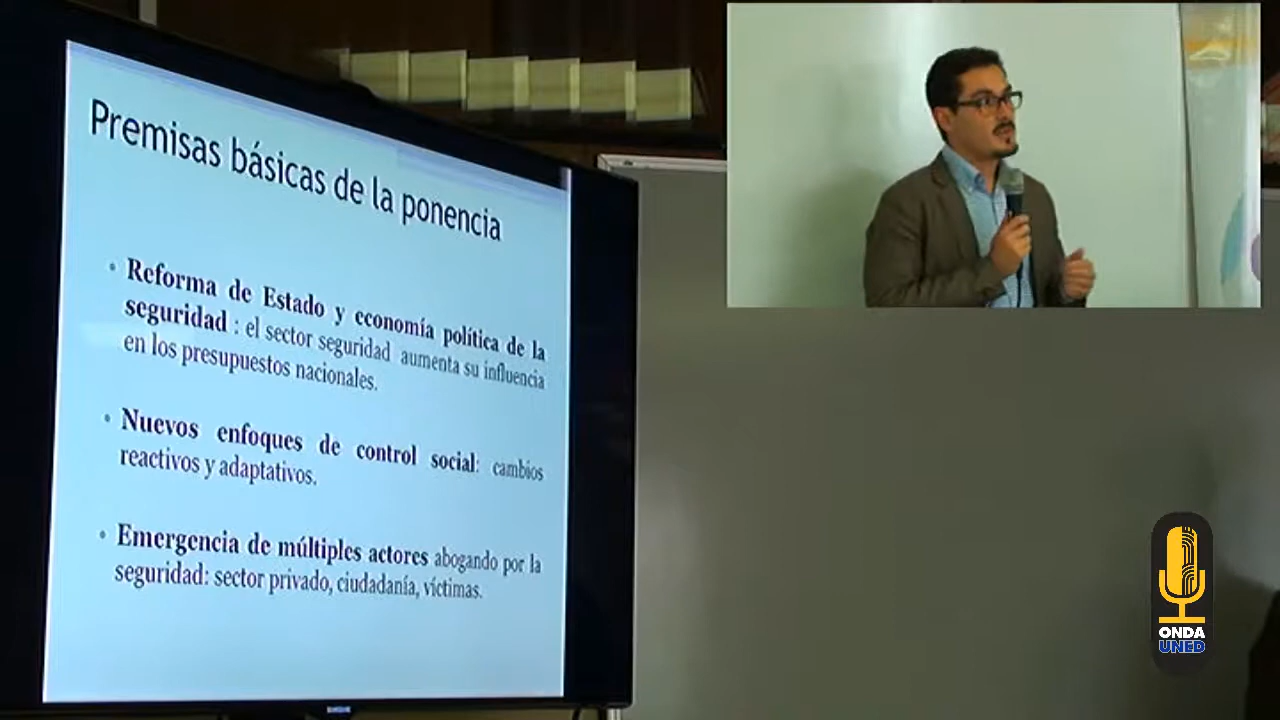 Premisas básicas de la ponencia
• Reforma de Estado y economía política de la
seguridad : el sector seguridad aumenta su influencia
en los presupuestos nacionales.
• Nuevos enfoques de control social: cambios
reactivos y adaptativos.
• Emergencia de múltiples actores abogando por la
seguridad: sector privado, ciudadanía, víctimas.
ONDA
UNED